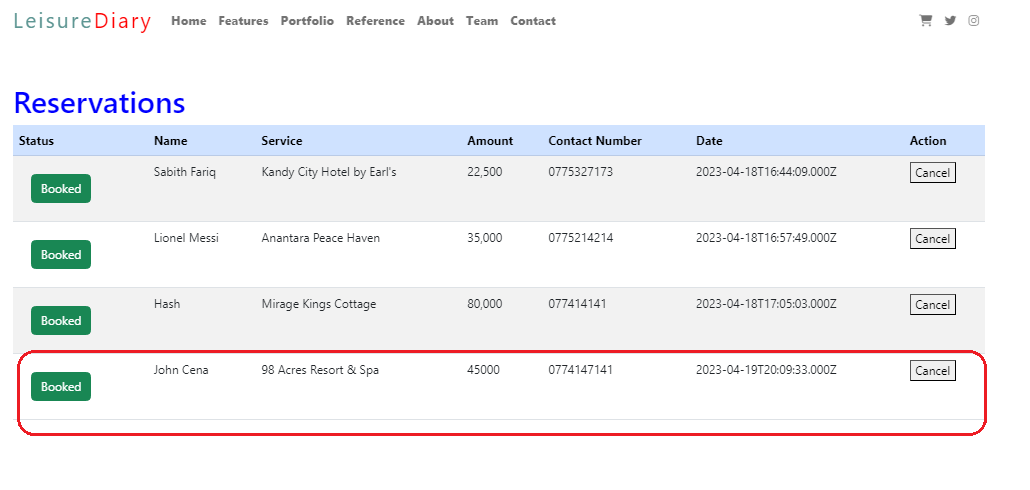 LeisureDiary Home Features Portfolio Reference About Team Contact
Reservations
Status Name Service Amount Contact Number Date Action
Booked Sabith Fariq Kandy City Hotel by Earl's 22,500 0775327173 2023-04-18T16:44:09.000Z Cancel
Booked Lionel Messi Anantara Peace Haven 35,000 0775214214 2023-04-18T16:57:49.000Z Cancel
Booked Hash Mirage Kings Cottage 80,000 077414141 2023-04-18T17:05:03.000Z Cancel
Booked John Cena 98 Acres Resort & Spa 45000 0774147141 2023-04-19T20:09:33.000Z Cancel